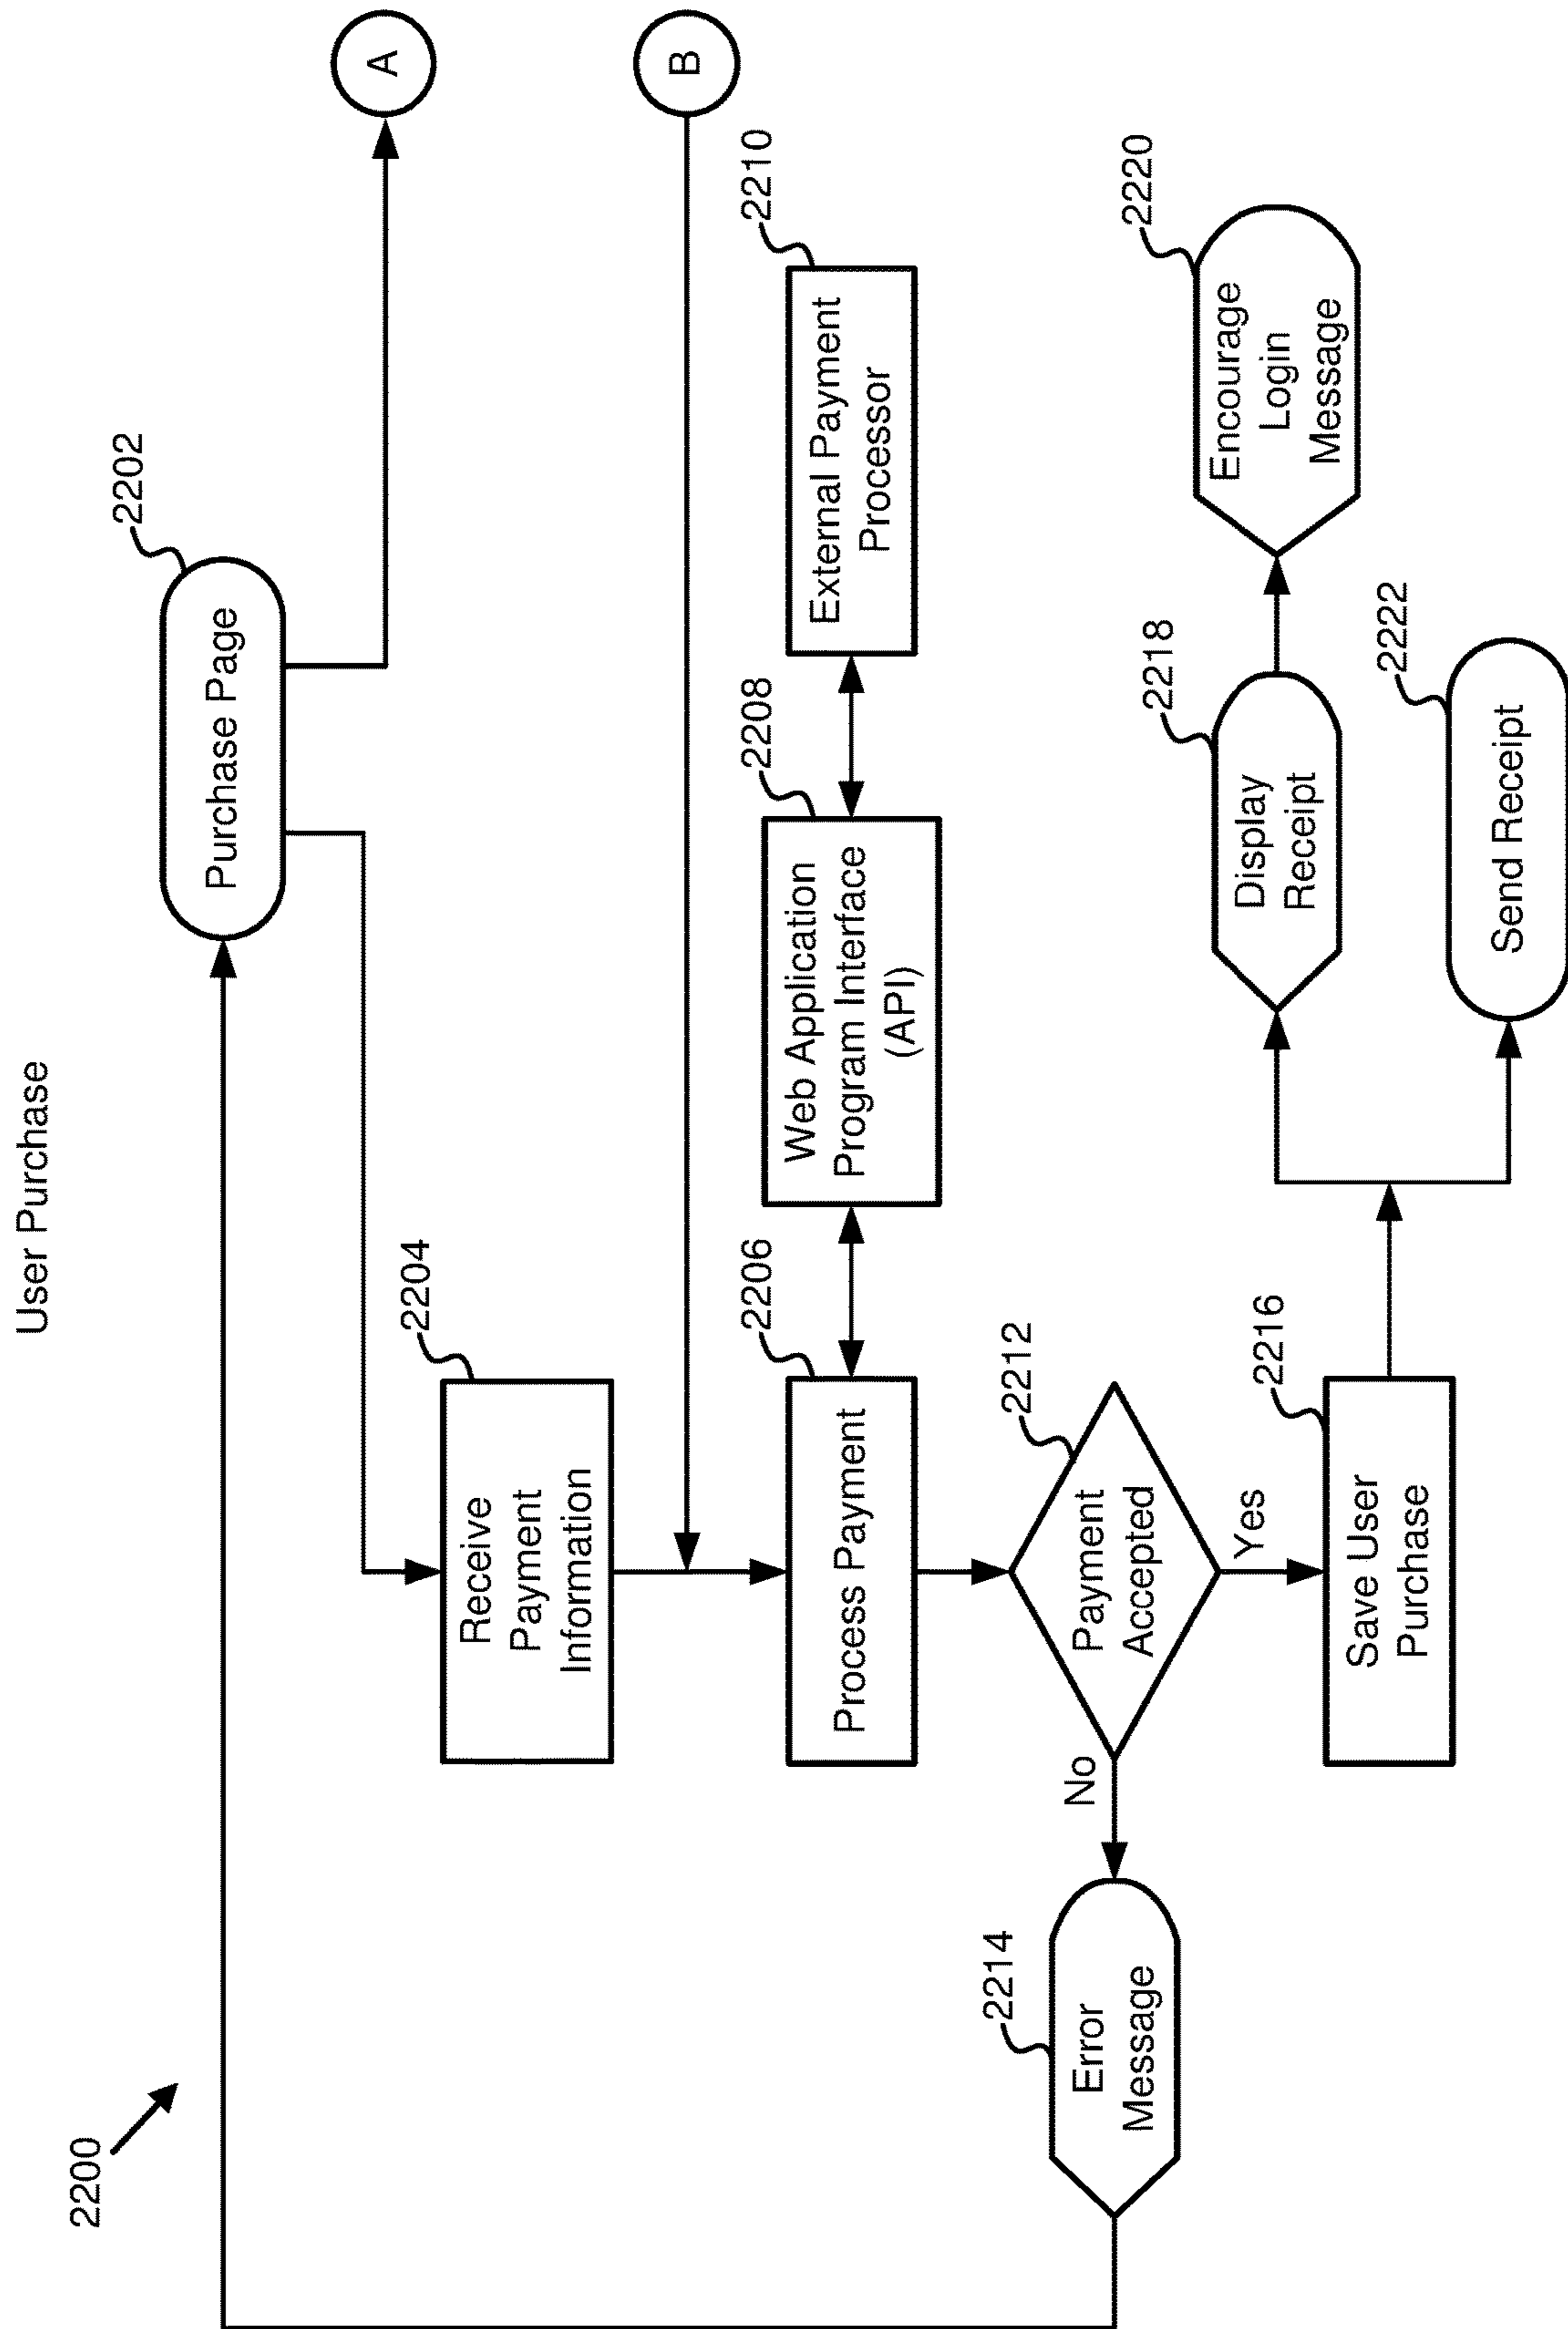 User Purchase
2200
2202
Purchase Page
A
2204
Receive
Payment
Information
B
2206
Process Payment
2208
Web Application
Program Interface
(API)
2210
External Payment
Processor
2212
Payment
Accepted
No
Yes
2214
Error
Message
2216
Save User
Purchase
2218
Display
Receipt
2220
Encourage
Login
Message
2222
Send Receipt